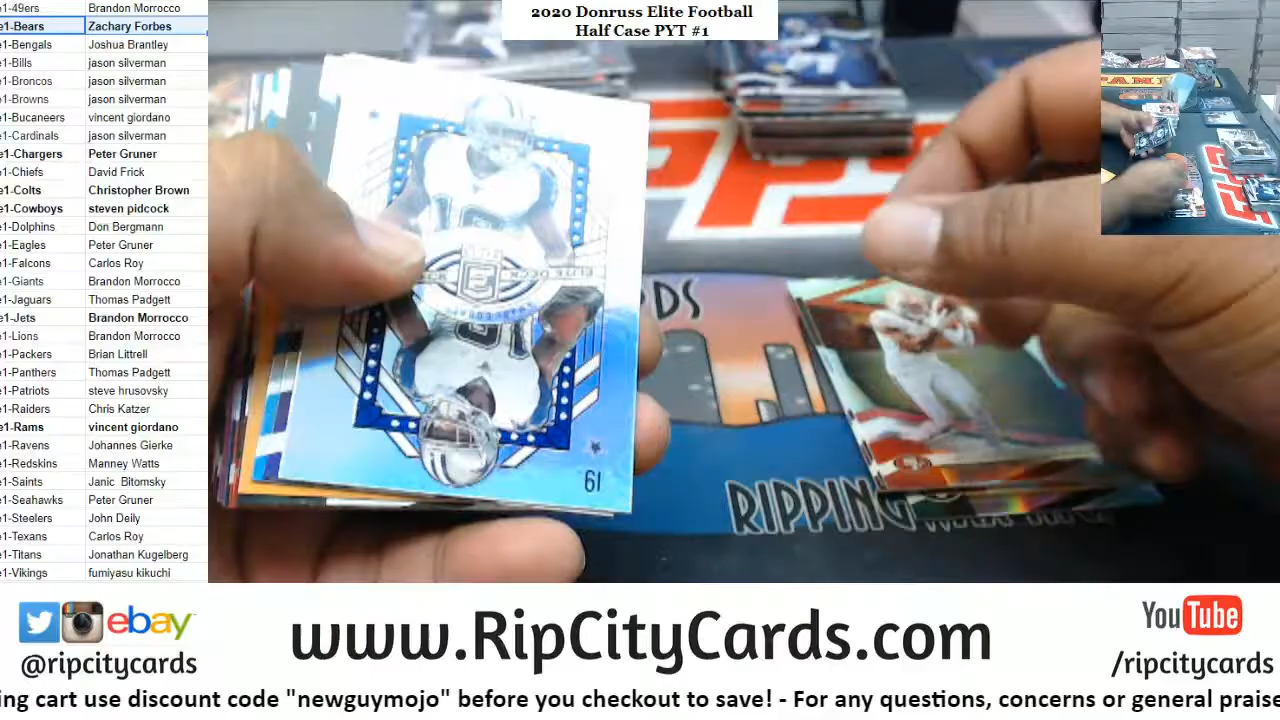 2020 Donruss Elite Football
Half Case PYT #1
e1-49ers Brandon Morrocco
e1-Bears Zachary Forbes
e1-Bengals Joshua Brantley
e1-Bills jason silverman
e1-Broncos jason silverman
e1-Browns jason silverman
e1-Bucaneers vincent giordano
e1-Cardinals jason silverman
e1-Chargers Peter Gruner
e1-Chiefs David Frick
e1-Colts Christopher Brown
e1-Cowboys steven pidcock
e1-Dolphins Don Bergmann
e1-Eagles Peter Gruner
e1-Falcons Carlos Roy
e1-Giants Brandon Morrocco
e1-Jaguars Thomas Padgett
e1-Jets Brandon Morrocco
e1-Lions Brandon Morrocco
e1-Packers Brian Littrell
e1-Panthers Thomas Padgett
e1-Patriots steve hrusovsky
e1-Raiders Chris Katzer
e1-Rams vincent giordano
e1-Ravens Johannes Gierke
e1-Redskins Manney Watts
e1-Saints Janic Bitomsky
e1-Seahawks Peter Gruner
e1-Steelers John Deily
e1-Texans Carlos Roy
e1-Titans Jonathan Kugelberg
e1-Vikings fumiyasu kikuchi
ELITE DECK
61
RIPPING
ebay
@ripcitycards
www.RipCityCards.com
YouTube
/ripcitycards
ing cart use discount code "newguymojo" before you checkout to save! - For any questions, concerns or general praise